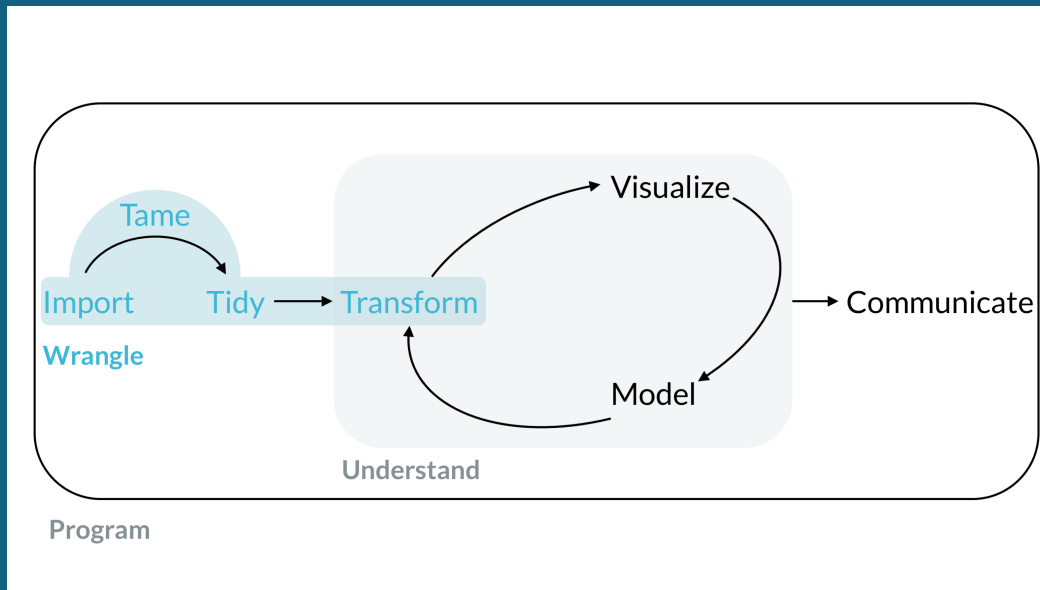 Visualize
Tame
Import
Tidy
Transform
Communicate
Wrangle
Model
Understand
Program